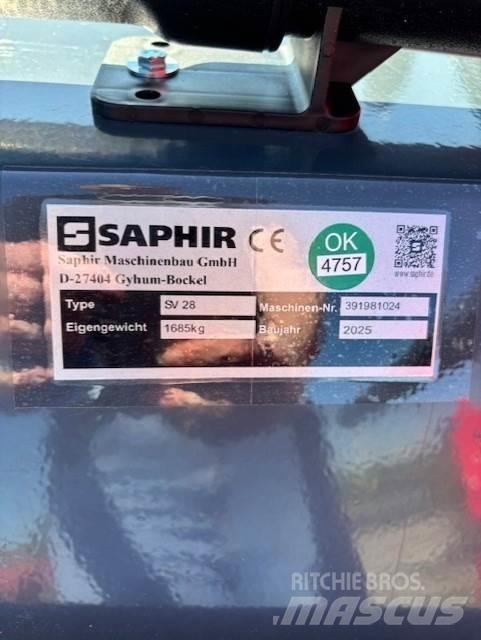 SAPHIR CE
Saphir Maschinenbau GmbH
D-27404 Gyhum-Bockel
OK
4757
www.saphir.de
Type SV 28 Maschinen-Nr. 391981024
Eigengewicht 1685kg Baujahr 2025
RITCHIE BROS.
MASCUS